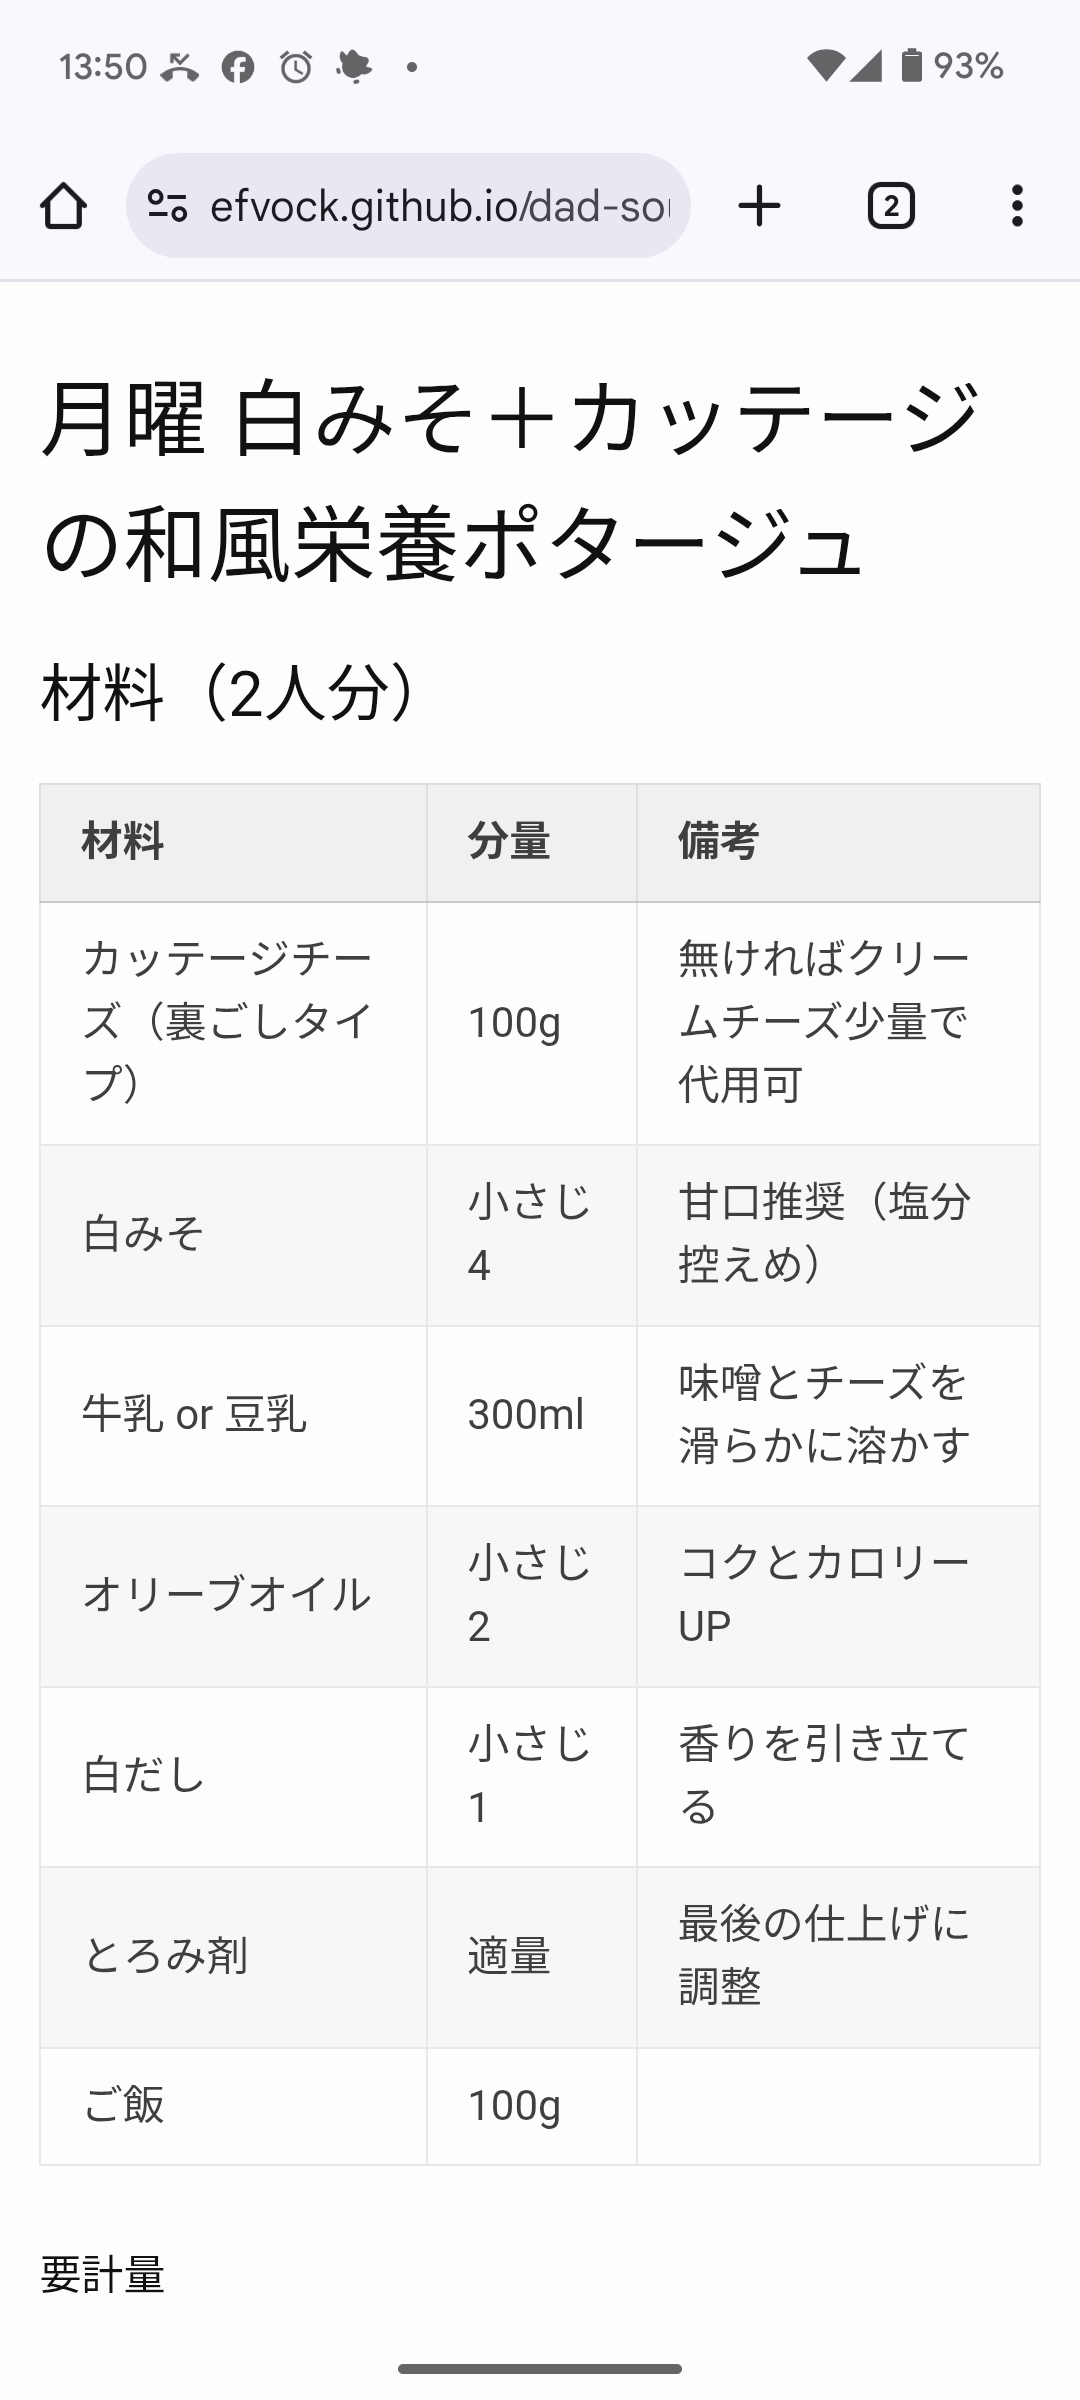 13:50
93%
efvock.github.io/dad-sou
2
月曜 白みそ＋カッテージ
の和風栄養ポタージュ
材料（2人分）
材料 分量 備考
カッテージチー
ズ（裏ごしタイ
プ）
100g
無ければクリー
ムチーズ少量で
代用可
白みそ
小さじ
4
甘口推奨（塩分
控えめ）
牛乳 or 豆乳
300ml
味噌とチーズを
滑らかに溶かす
オリーブオイル
小さじ
2
コクとカロリー
UP
白だし
小さじ
1
香りを引き立て
る
とろみ剤
適量
最後の仕上げに
調整
ご飯
100g
要計量